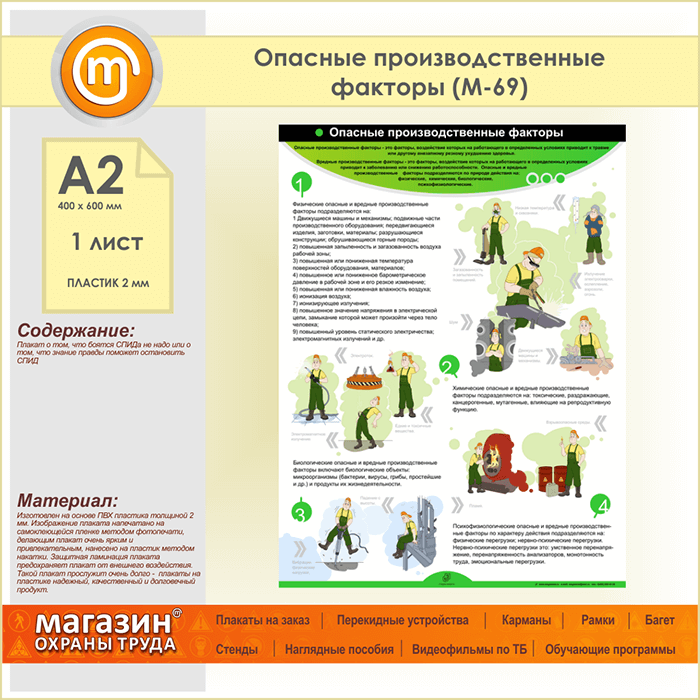 m
Опасные производственные
факторы (М-69)
А2
400 х 600 мм
1 лист
ПЛАСТИК 2 мм
Содержание:
Плакат о том, что боятся СПИДа не надо или о
том, что знание правды поможет остановить
СПИД
Материал:
Изготовлен на основе ПВХ пластика толщиной 2
мм. Изображение плаката напечатано на
самоклеящейся пленке методом фотопечати,
делающим плакат очень ярким и
привлекательным, нанесено на пластик методом
накатки. Защитная ламинация плаката
предохраняет плакат от внешнего воздействия.
Такой плакат прослужит очень долго - плакаты на
пластике надежный, качественный и долговечный
продукт.
Опасные производственные факторы
Опасные производственные факторы - это факторы, воздействие которых на работающего в определенных условиях приводит к травме
или другому внезапному резкому ухудшению здоровья.
Вредные производственные факторы - это факторы, воздействие которых на работающего в определенных условиях
приводит к заболеванию или снижению работоспособности. Опасные и вредные
производственные факторы подразделяются по природе действия на:
физические, химические, биологические,
психофизиологические.
1
Физические опасные и вредные производственные
факторы подразделяются на:
1 Движущиеся машины и механизмы; подвижные части
производственного оборудования; передвигающиеся
изделия, заготовки, материалы; разрушающиеся
конструкции; обрушивающиеся горные породы;
2) повышенная запыленность и загазованность воздуха
рабочей зоны;
3) повышенная или пониженная температура
поверхностей оборудования, материалов;
4) повышенное или пониженное барометрическое
давление в рабочей зоне и его резкое изменение;
5) повышенная или пониженная влажность воздуха;
6) ионизация воздуха;
7) ионизирующее излучения;
8) повышенное значение напряжения в электрической
цепи, замыкание которой может произойти через тело
человека;
9) повышенный уровень статического электричества;
электромагнитных излучений и др.
2
Химические опасные и вредные производственные
факторы подразделяются на: токсические, раздражающие,
канцерогенные, мутагенные, влияющие на репродуктивную
функцию.
Биологические опасные и вредные производственные
факторы включают биологические объекты:
микроорганизмы (бактерии, вирусы, грибы, простейшие
и др.) и продукты их жизнедеятельности.
3
4
Психофизиологические опасные и вредные производствен-
ные факторы по характеру действия подразделяются на:
физические перегрузки; нервно-психические перегрузки.
Нервно-психические перегрузки это: умственное перенапря-
жение, перенапряженность анализаторов, монотонность
труда, эмоциональные перегрузки.
магазин m
ОХРАНЫ ТРУДА
Плакаты на заказ | Перекидные устройства | Карманы | Рамки | Багет
Стенды | Наглядные пособия | Видеофильмы по ТБ | Обучающие программы